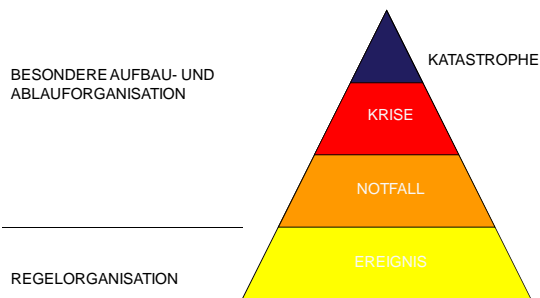 KATASTROPHE
BESONDERE AUFBAU- UND
ABLAUFORGANISATION
KRISE
NOTFALL
EREIGNIS
REGELORGANISATION